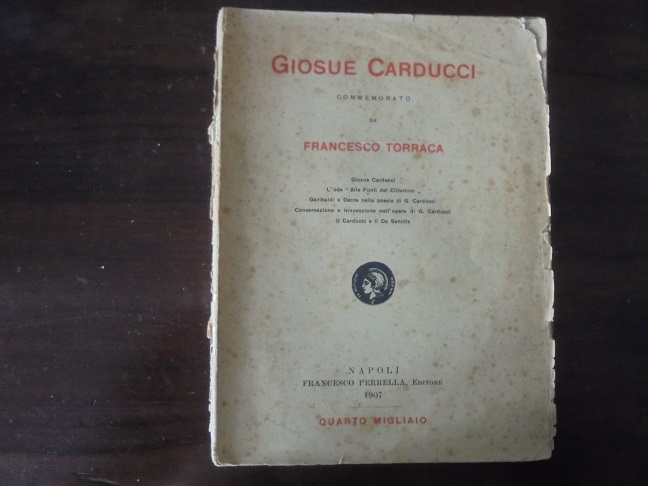 GIOSUE CARDUCCI
COMMEMORATO
DA
FRANCESCO TORRACA
Giosue Carducci
L'ode "Alle Fonti del Clitumno„
Garibaldi e Dante nella poesia di G. Carducci
Conservazione e Innovazione nell'opera di G. Carducci
Il Carducci e il De Sanctis
NAPOLI
FRANCESCO PERRELLA, EDITORE
1907
QUARTO MIGLIAIO